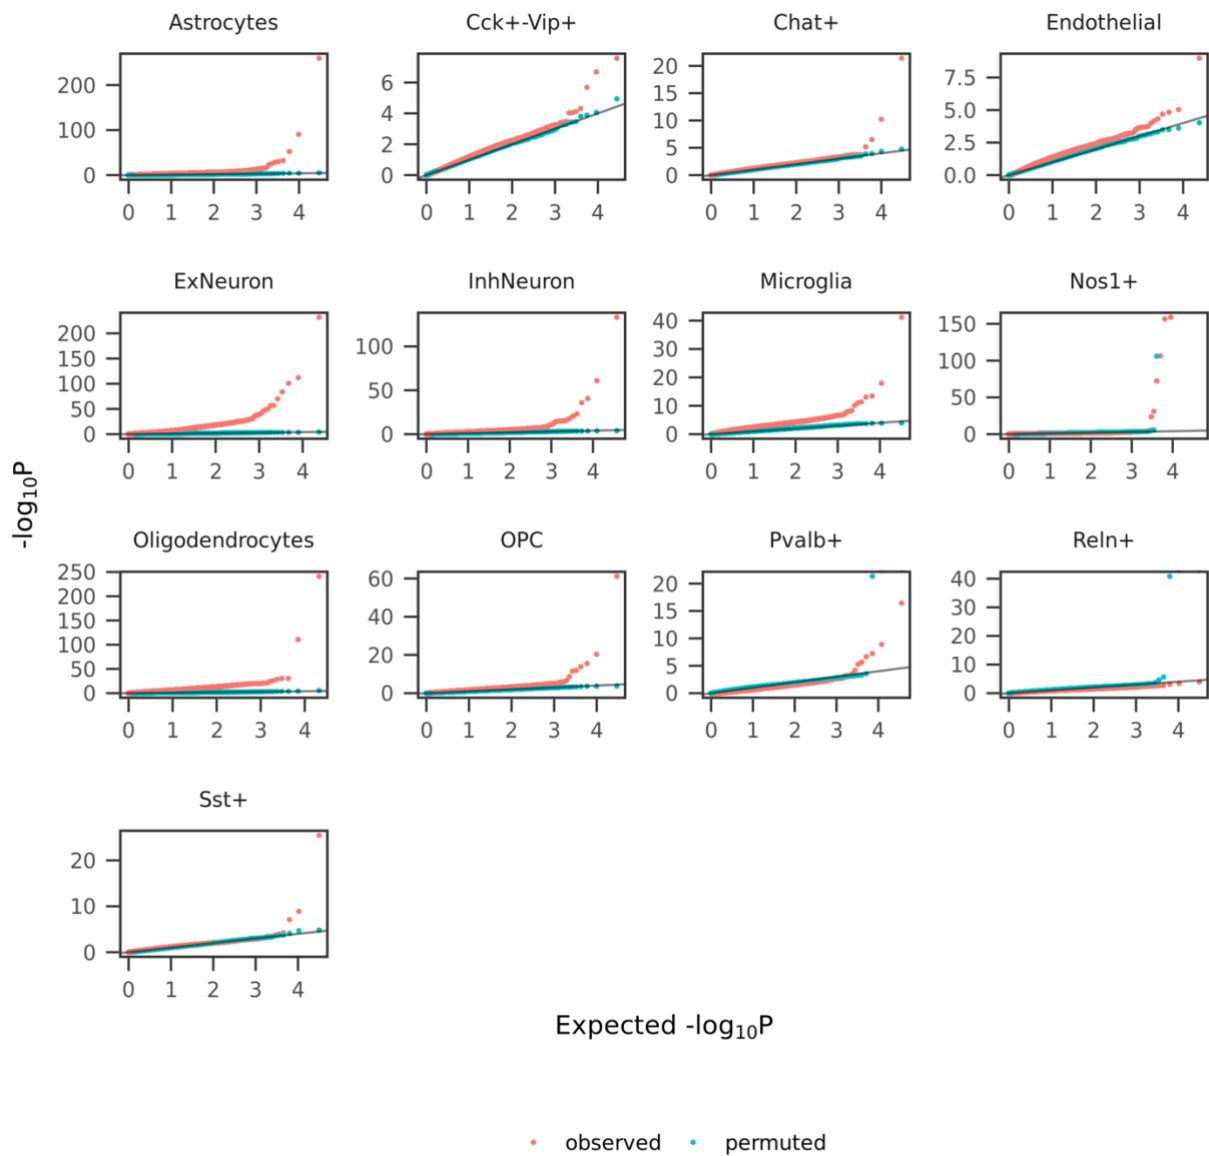 Astrocytes Cck+-Vip+ Chat+ Endothelial
200 100 0
6 4 2 0
20 15 10 5 0
7.5 5.0 2.5 0.0
0 1 2 3 4 0 1 2 3 4 0 1 2 3 4 0 1 2 3 4
ExNeuron InhNeuron Microglia Nos1+
200 150 100 50 0
100 50 0
40 30 20 10 0
150 100 50 0
0 1 2 3 4 0 1 2 3 4 0 1 2 3 4 0 1 2 3 4
-log10P
Oligodendrocytes OPC Pvalb+ Reln+
250 200 150 100 50 0
60 40 20 0
20 15 10 5 0
40 30 20 10 0
0 1 2 3 4 0 1 2 3 4 0 1 2 3 4 0 1 2 3 4
Sst+
20 10 0
0 1 2 3 4
Expected -log10P
observed permuted